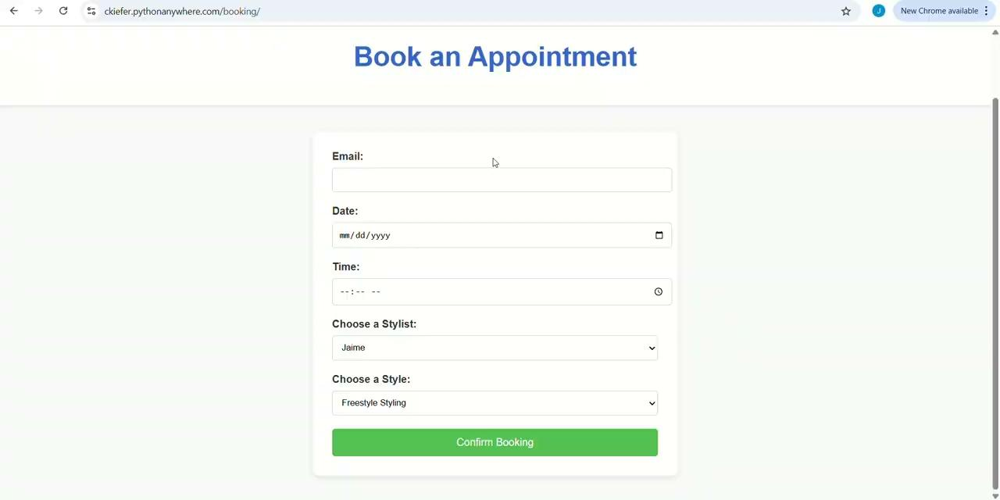 ckiefer.pythonanywhere.com/booking/
J
New Chrome available
Book an Appointment
Email:
Date:
mm/dd/yyyy
Time:
--:-- --
Choose a Stylist:
Jaime
Choose a Style:
Freestyle Styling
Confirm Booking